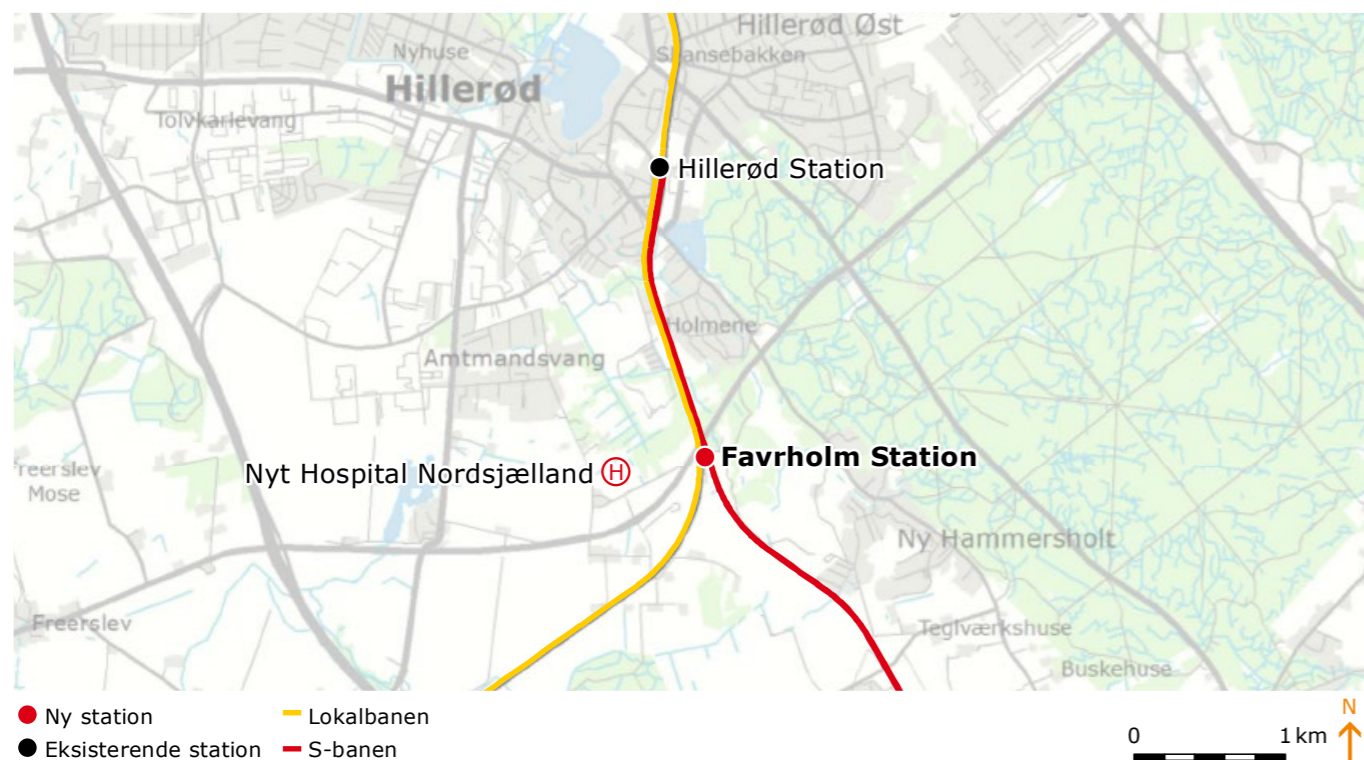 Hillerød Øst
Nyhuse
Skansebakken
Hillerød
Tolvkarlevang
Hillerød Station
Holmene
Amtmandsvang
Favrholm Station
Nyt Hospital Nordsjælland H
Freerslev
Mose
Ny Hammersholt
Freerslev
Teglværkshuse
Buskehuse
Ny station
Lokalbanen
Eksisterende station
S-banen
0 1 km
N